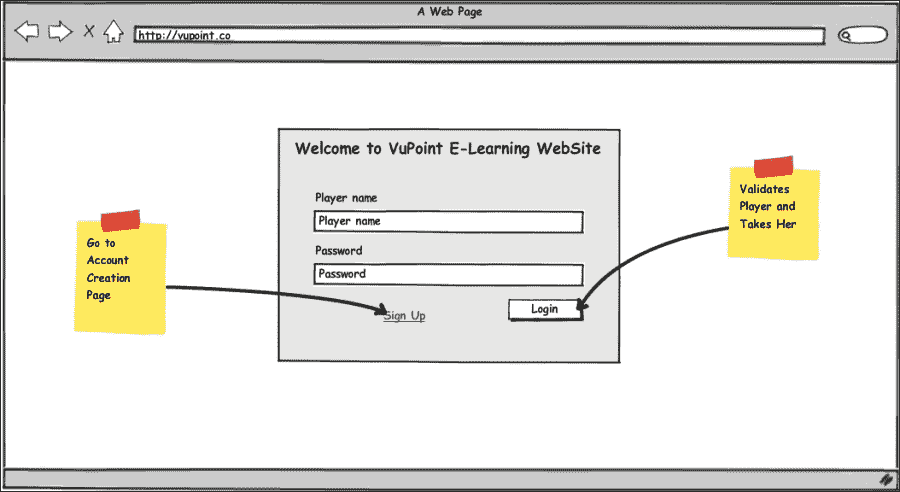 A Web Page
http://vupoint.co
Welcome to VuPoint E-Learning WebSite
Player name
Player name
Password
Password
Sign Up
Login
Go to
Account
Creation
Page
Validates
Player and
Takes Her